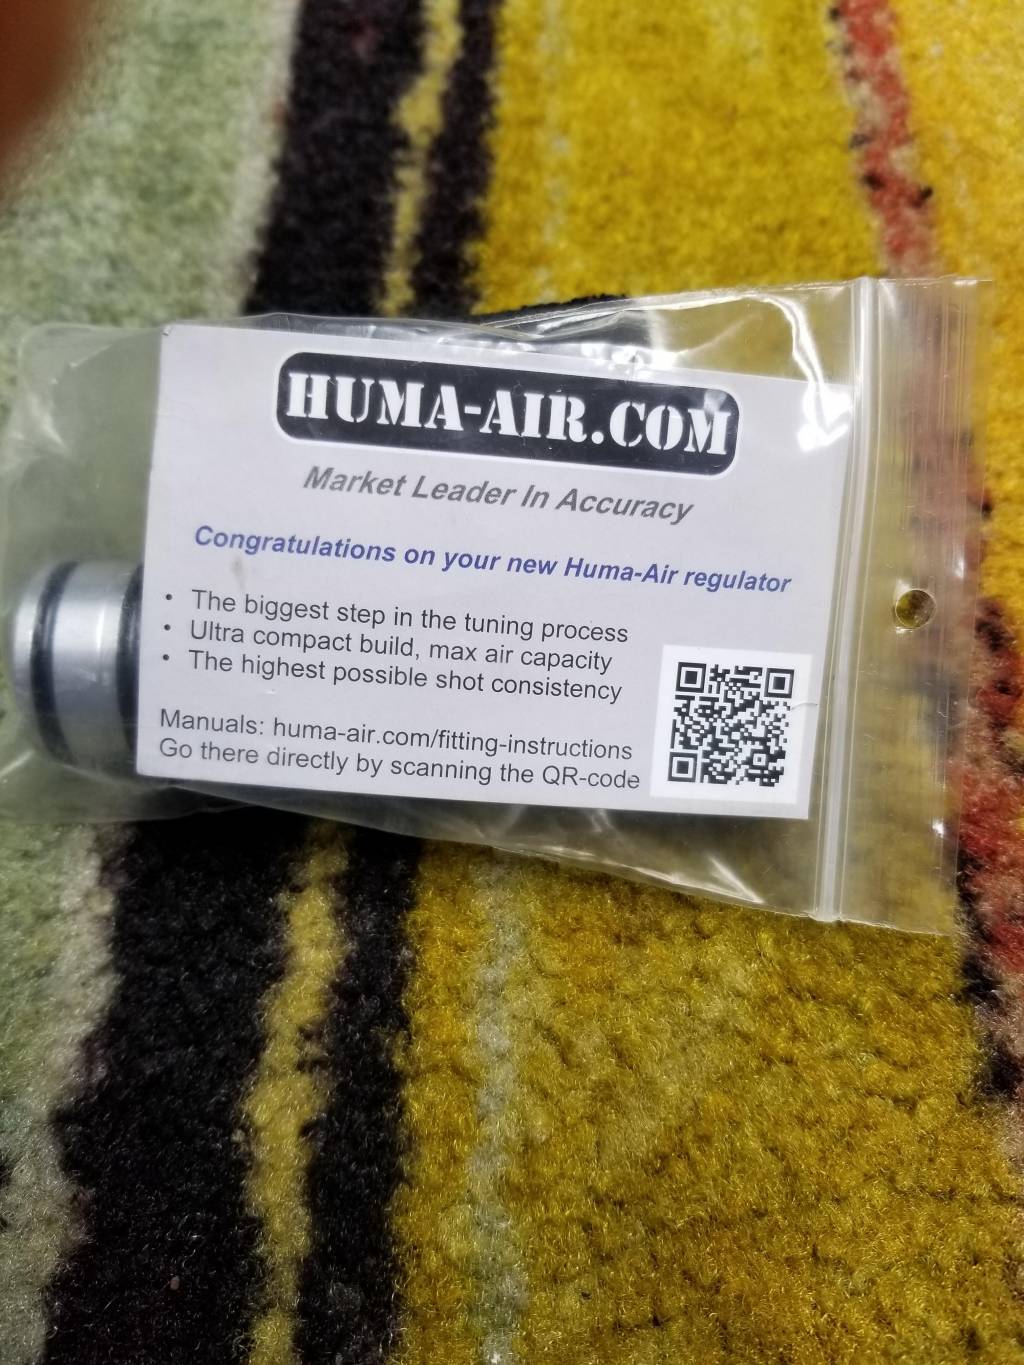 HUMA-AIR.COM
Market Leader In Accuracy
Congratulations on your new Huma-Air regulator
• The biggest step in the tuning process
• Ultra compact build, max air capacity
• The highest possible shot consistency
Manuals: huma-air.com/fitting-instructions
Go there directly by scanning the QR-code